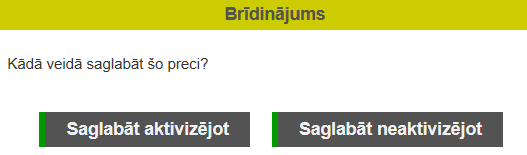 Brīdinājums
Kādā veidā saglabāt šo preci?
Saglabāt aktivizējot Saglabāt neaktivizējot